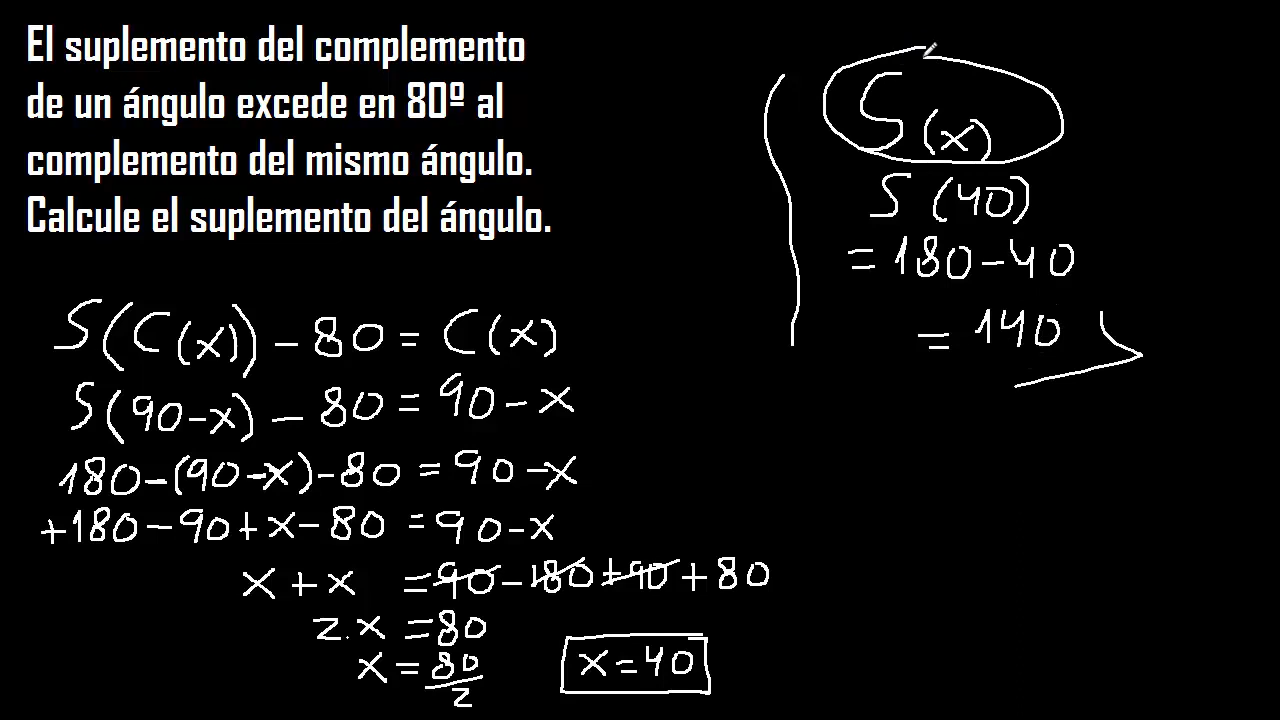 El suplemento del complemento
de un ángulo excede en 80º al
complemento del mismo ángulo.
Calcule el suplemento del ángulo.
S(C(x)) - 80 = C(x)
S(90-x) - 80 = 90 - x
180-(90-x)-80 = 90 - x
+180-90+x-80 = 90-x
x + x = 90 - 180 + 90 + 80
2.x = 80
x = 80/2
x = 40
S(x)
S(40)
= 180 - 40
= 140